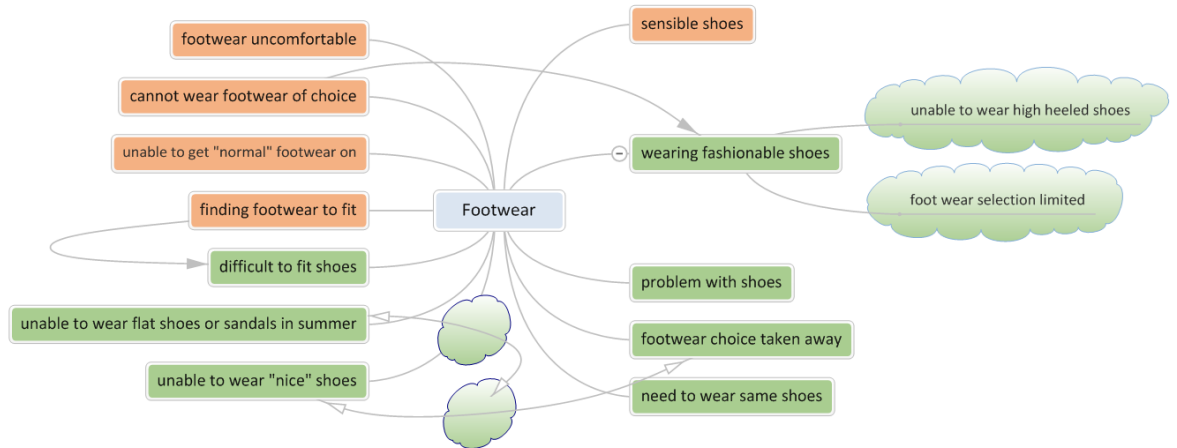 sensible shoes
footwear uncomfortable
cannot wear footwear of choice
unable to wear high heeled shoes
unable to get "normal" footwear on
wearing fashionable shoes
foot wear selection limited
finding footwear to fit
Footwear
difficult to fit shoes
problem with shoes
unable to wear flat shoes or sandals in summer
footwear choice taken away
unable to wear "nice" shoes
need to wear same shoes